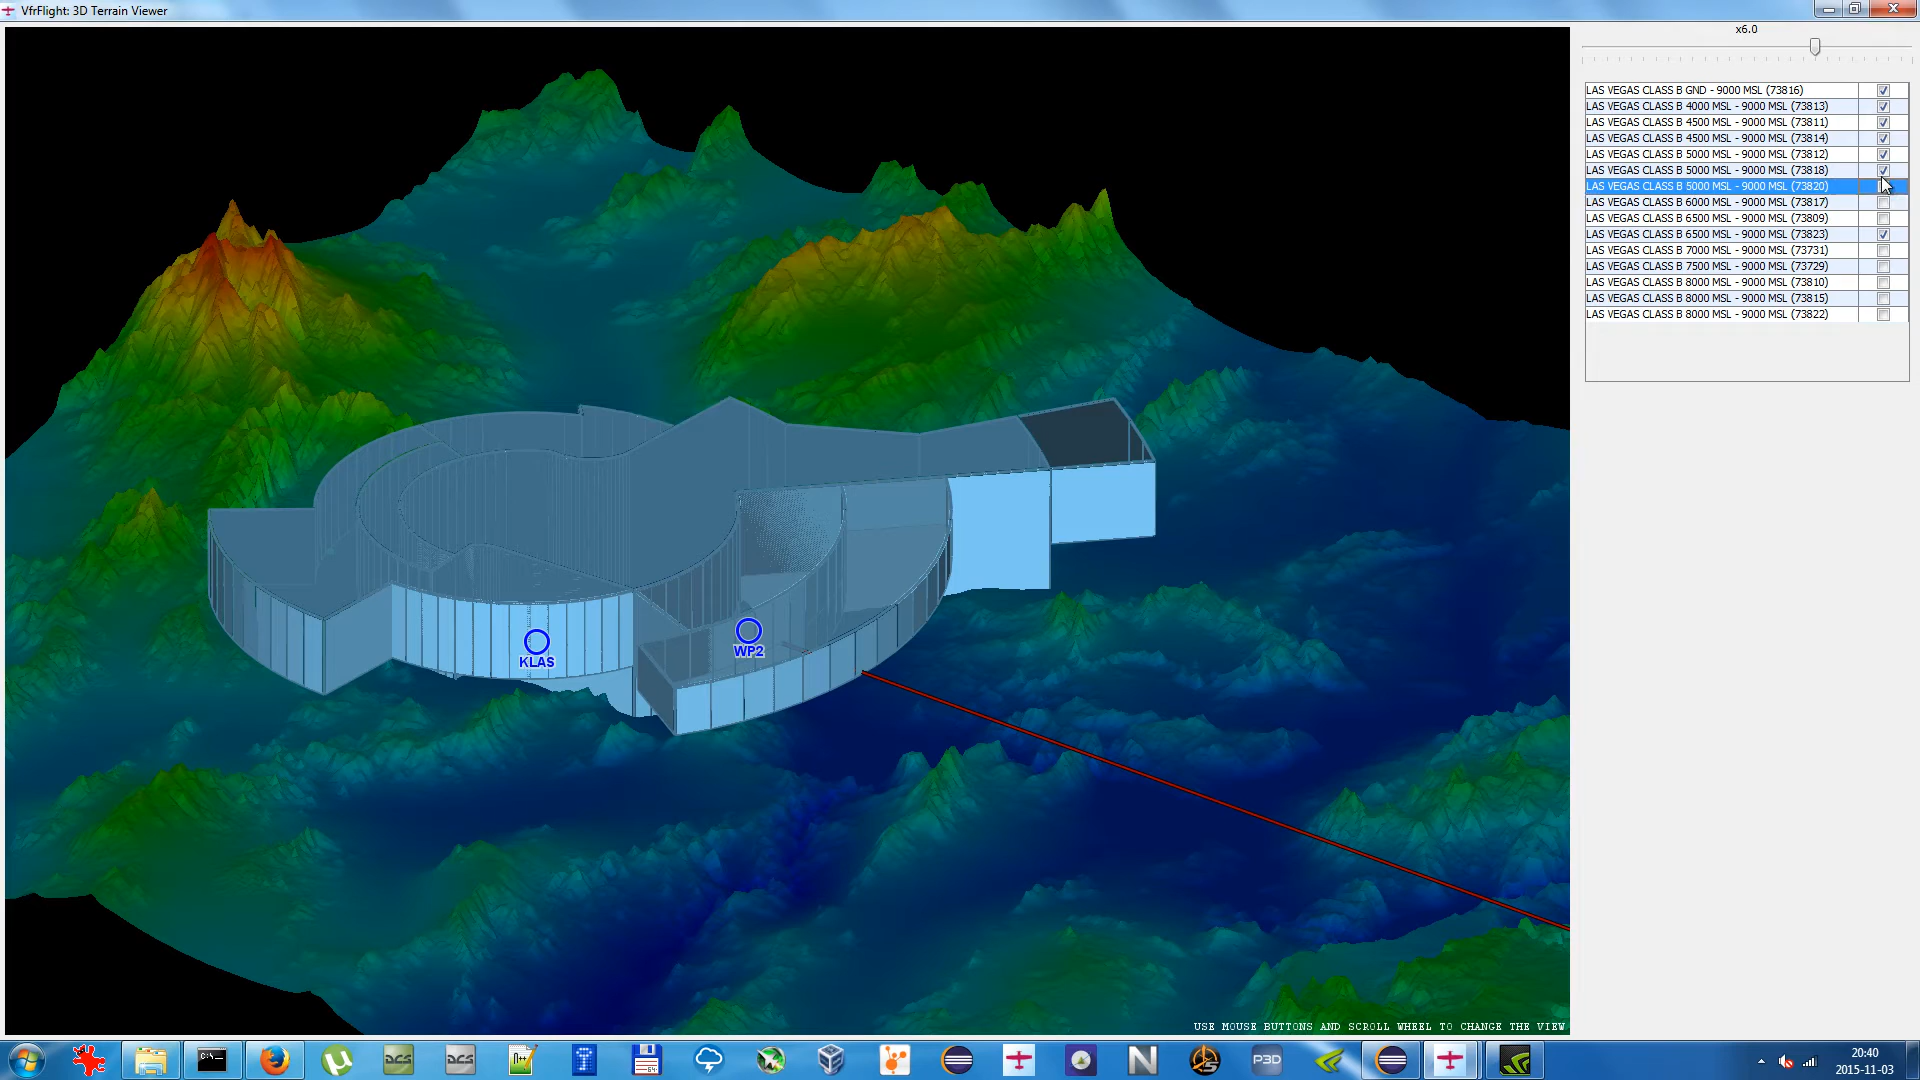 VfrFlight: 3D Terrain Viewer
x6.0
LAS VEGAS CLASS B GND - 9000 MSL (73816)
LAS VEGAS CLASS B 4000 MSL - 9000 MSL (73813)
LAS VEGAS CLASS B 4500 MSL - 9000 MSL (73811)
LAS VEGAS CLASS B 4500 MSL - 9000 MSL (73814)
LAS VEGAS CLASS B 5000 MSL - 9000 MSL (73812)
LAS VEGAS CLASS B 5000 MSL - 9000 MSL (73818)
LAS VEGAS CLASS B 5000 MSL - 9000 MSL (73820)
LAS VEGAS CLASS B 6000 MSL - 9000 MSL (73817)
LAS VEGAS CLASS B 6500 MSL - 9000 MSL (73809)
LAS VEGAS CLASS B 6500 MSL - 9000 MSL (73823)
LAS VEGAS CLASS B 7000 MSL - 9000 MSL (73731)
LAS VEGAS CLASS B 7500 MSL - 9000 MSL (73729)
LAS VEGAS CLASS B 8000 MSL - 9000 MSL (73810)
LAS VEGAS CLASS B 8000 MSL - 9000 MSL (73815)
LAS VEGAS CLASS B 8000 MSL - 9000 MSL (73822)
KLAS
WP2
USE MOUSE BUTTONS AND SCROLL WHEEL TO CHANGE THE VIEW
C:\_
DCS
DCS
P3D
20:40
2015-11-03